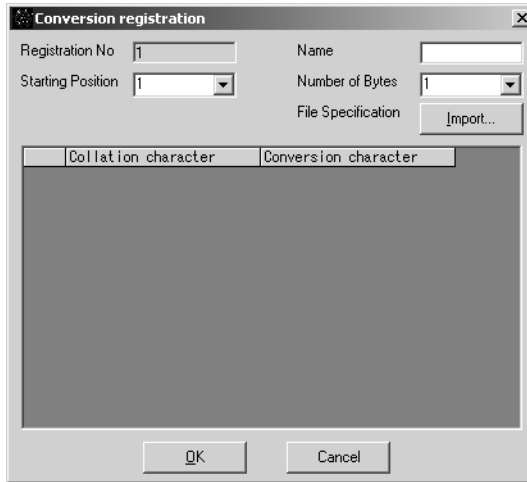 Conversion registration
Registration No 1 Name
Starting Position 1 Number of Bytes 1
File Specification Import...
Collation character Conversion character
OK Cancel